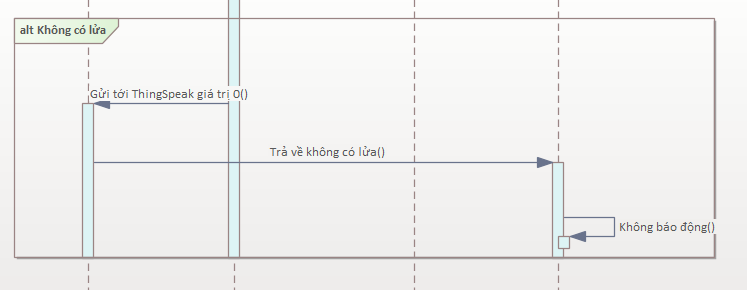 alt Không có lửa
Gửi tới ThingSpeak giá trị 0()
Trả về không có lửa()
Không báo động()